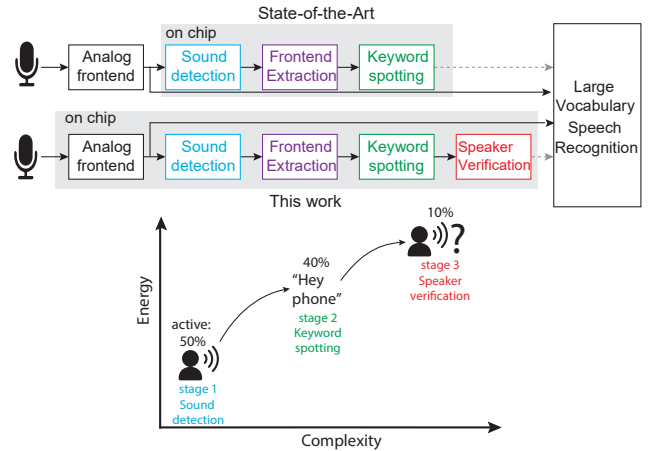 State-of-the-Art
on chip
Analog
frontend
Sound
detection
Frontend
Extraction
Keyword
spotting
Large
Vocabulary
Speech
Recognition
on chip
Analog
frontend
Sound
detection
Frontend
Extraction
Keyword
spotting
Speaker
Verification
This work
Energy
active:
50%
stage 1
Sound
detection
40%
"Hey
phone"
stage 2
Keyword
spotting
10%
?
stage 3
Speaker
verification
Complexity